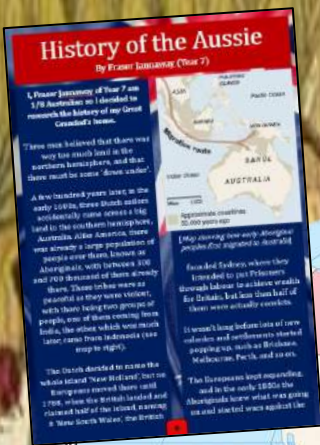 History of the Aussie
By Fraser Jannaway (Year 7)
I, Fraser Jannaway of Year 7 am
1/8 Australian so I decided to
research the history of my Great
Grandad's home.
men believed that there was
way too much land in the
northern hemisphere, and that
there must be some 'down under'.
A few hundred years later, in the
early 1600s, three Dutch sailors
accidentally came across a big
land in the southern hemisphere,
Australia. Alike America, there
was already a large population of
people over there, known as
Aboriginals, with between 300
and 700 thousand of them already
there. These tribes were as
peaceful as they were violent,
with there being two groups of
people, one of them coming from
India, the other which was much
later, came from Indonesia (see
map to right).
The Dutch decided to name the
whole island 'New Holland', but no
Europeans moved there until
1788, when the British landed and
claimed half of the island, naming
it 'New South Wales', the British
ASIA
Pacific Ocean
Migration route
SAHUL
AUSTRALIA
Approximate coastlines
years ago
[Map showing how early Aboriginal
peoples first migrated to Australia]
founded Sydney, where they
intended to put Prisoners
through labour to achieve wealth
for Britain, but less than half of
them were actually convicts.
It wasn't long before lots of new
colonies and settlements started
popping up, such as Brisbane,
Melbourne, Perth, and so on.
The Europeans kept expanding,
and in the early 1800s the
Aboriginals knew what was going
on and started wars against the